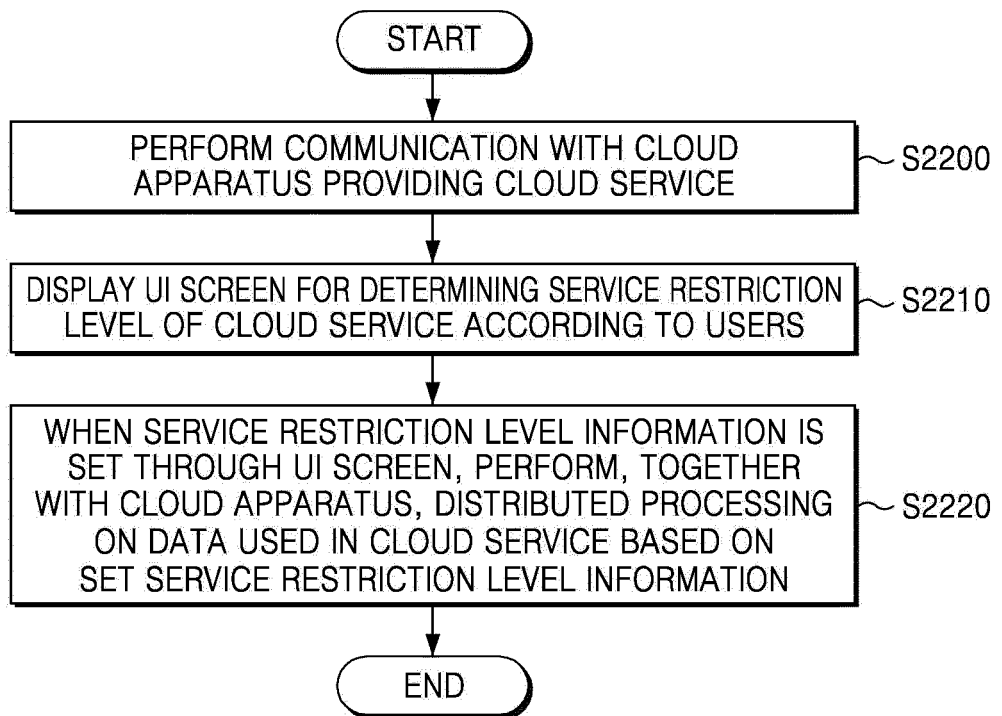 START
PERFORM COMMUNICATION WITH CLOUD
APPARATUS PROVIDING CLOUD SERVICE
S2200
DISPLAY UI SCREEN FOR DETERMINING SERVICE RESTRICTION
LEVEL OF CLOUD SERVICE ACCORDING TO USERS
S2210
WHEN SERVICE RESTRICTION LEVEL INFORMATION IS
SET THROUGH UI SCREEN, PERFORM, TOGETHER
WITH CLOUD APPARATUS, DISTRIBUTED PROCESSING
ON DATA USED IN CLOUD SERVICE BASED ON
SET SERVICE RESTRICTION LEVEL INFORMATION
S2220
END